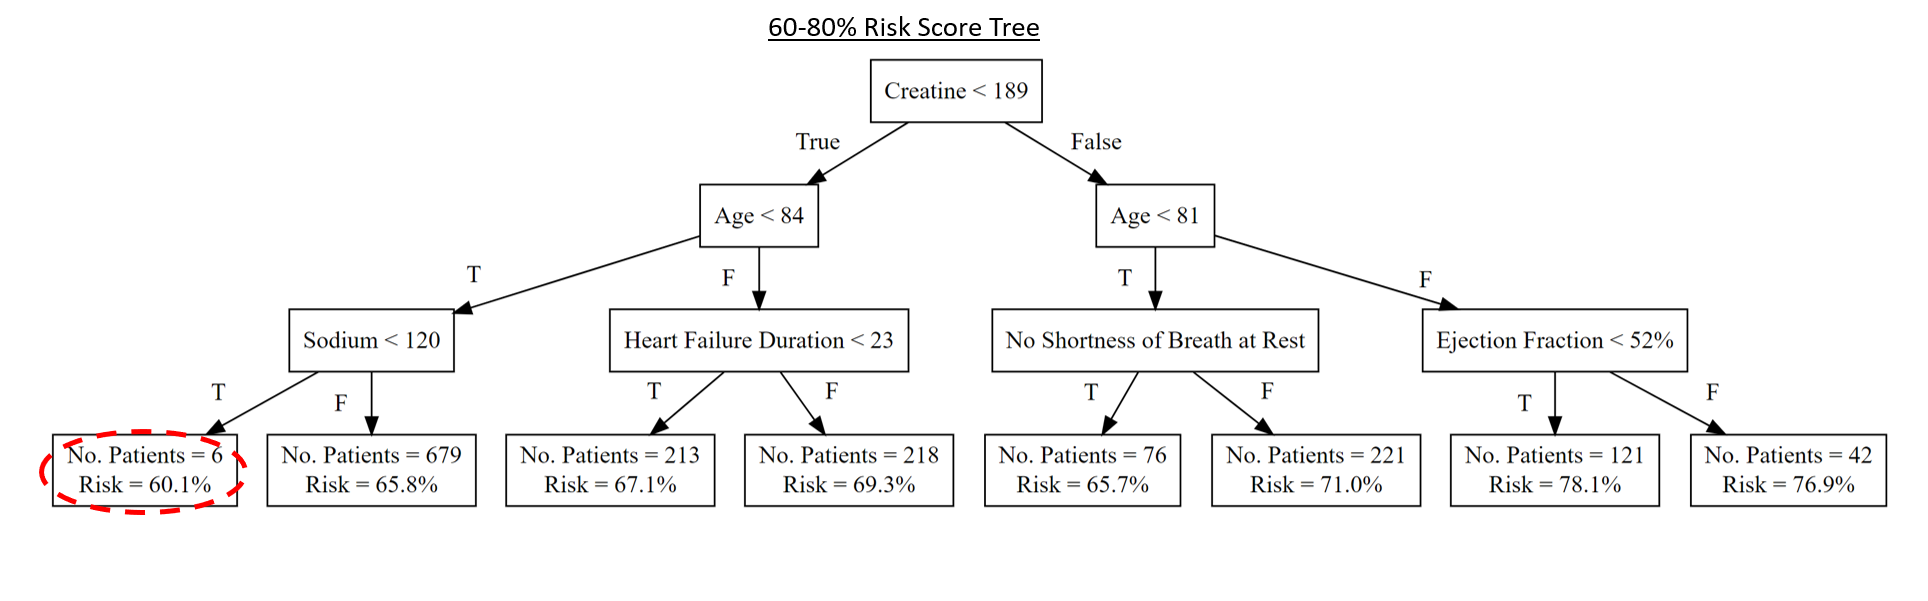 60-80% Risk Score Tree
Creatine < 189
True
False
Age < 84
Age < 81
T
F
T
F
Sodium < 120
Heart Failure Duration < 23
No Shortness of Breath at Rest
Ejection Fraction < 52%
T
F
T
F
T
F
T
F
No. Patients = 6
Risk = 60.1%
No. Patients = 679
Risk = 65.8%
No. Patients = 213
Risk = 67.1%
No. Patients = 218
Risk = 69.3%
No. Patients = 76
Risk = 65.7%
No. Patients = 221
Risk = 71.0%
No. Patients = 121
Risk = 78.1%
No. Patients = 42
Risk = 76.9%